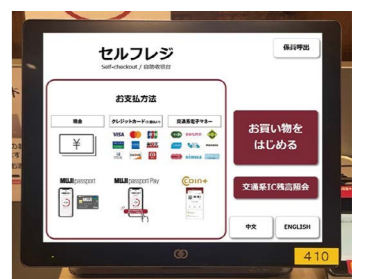 セルフレジ
Self-checkout / 自助收银台
係員呼出
お支払方法
現金
クレジットカード
交通系電子マネー
VISA
MUJI passport
MUJI passport Pay
Coin+
お買い物を
はじめる
交通系IC残高照会
中文
ENGLISH
410